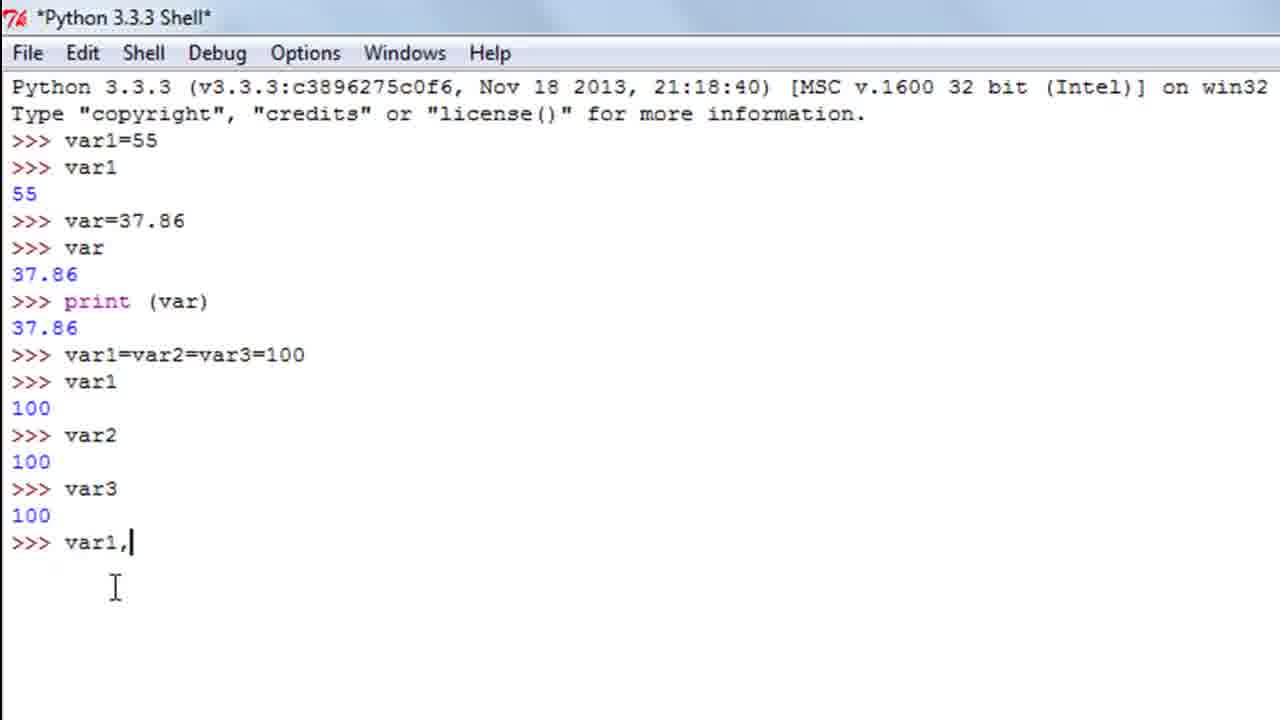 *Python 3.3.3 Shell*
File Edit Shell Debug Options Windows Help
Python 3.3.3 (v3.3.3:c3896275c0f6, Nov 18 2013, 21:18:40) [MSC v.1600 32 bit (Intel)] on win32
Type "copyright", "credits" or "license()" for more information.
>>> var1=55
>>> var1
55
>>> var=37.86
>>> var
37.86
>>> print (var)
37.86
>>> var1=var2=var3=100
>>> var1
100
>>> var2
100
>>> var3
100
>>> var1,